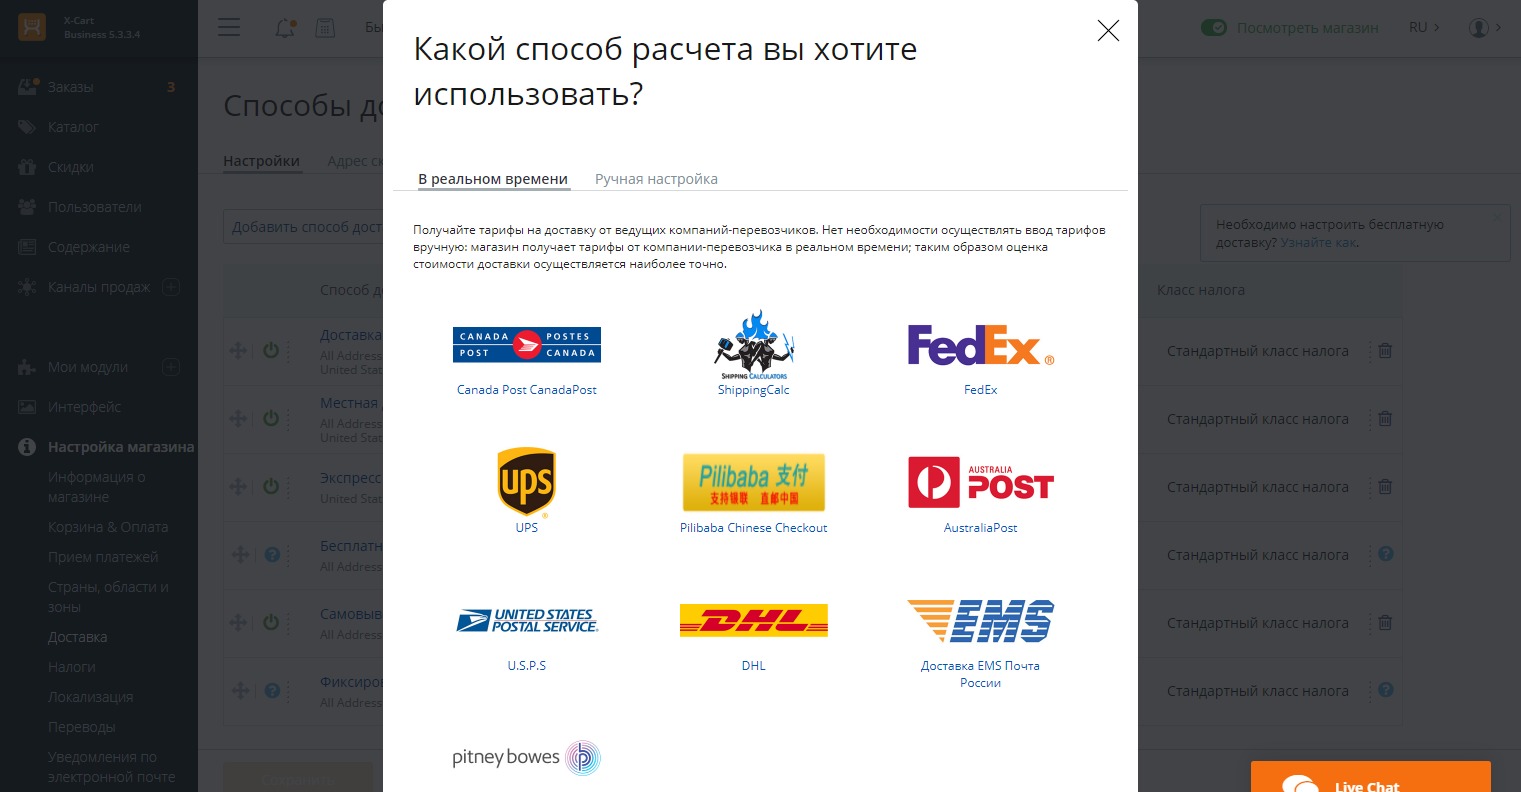 X-Cart
Business 5.3.3.4
Заказы
3
Каталог
Скидки
Пользователи
Содержание
Каналы продаж
Мои модули
Интерфейс
Настройка магазина
Информация о
магазине
Корзина & Оплата
Прием платежей
Страны, области и
зоны
Доставка
Налоги
Локализация
Переводы
Уведомления по
электронной почте
Посмотреть магазин
RU
Способы
Настройки
Адрес
Добавить способ
Необходимо настроить бесплатную
доставку? Узнайте как.
Способ
Класс налога
Доставка
All Address
United Stat
Стандартный класс налога
Местная
All Address
United Stat
Стандартный класс налога
Экспресс
United Stat
Стандартный класс налога
Бесплатн
All Address
Стандартный класс налога
Самовыв
All Address
Стандартный класс налога
Фиксиров
All Address
Стандартный класс налога
Сохранить
Какой способ расчета вы хотите
использовать?
В реальном времени
Ручная настройка
Получайте тарифы на доставку от ведущих компаний-перевозчиков. Нет необходимости осуществлять ввод тарифов
вручную: магазин получает тарифы от компании-перевозчика в реальном времени; таким образом оценка
стоимости доставки осуществляется наиболее точно.
CANADA POSTES
POST CANADA
Canada Post CanadaPost
SHIPPING CALCULATORS
ShippingCalc
FedEx®
FedEx
ups
UPS
Pilibaba 支付
支持银联 直邮中国
Pilibaba Chinese Checkout
AUSTRALIA
POST
AustraliaPost
UNITED STATES
POSTAL SERVICE®
U.S.P.S
DHL
DHL
EMS
Доставка EMS Почта
России
pitney bowes
Live Chat